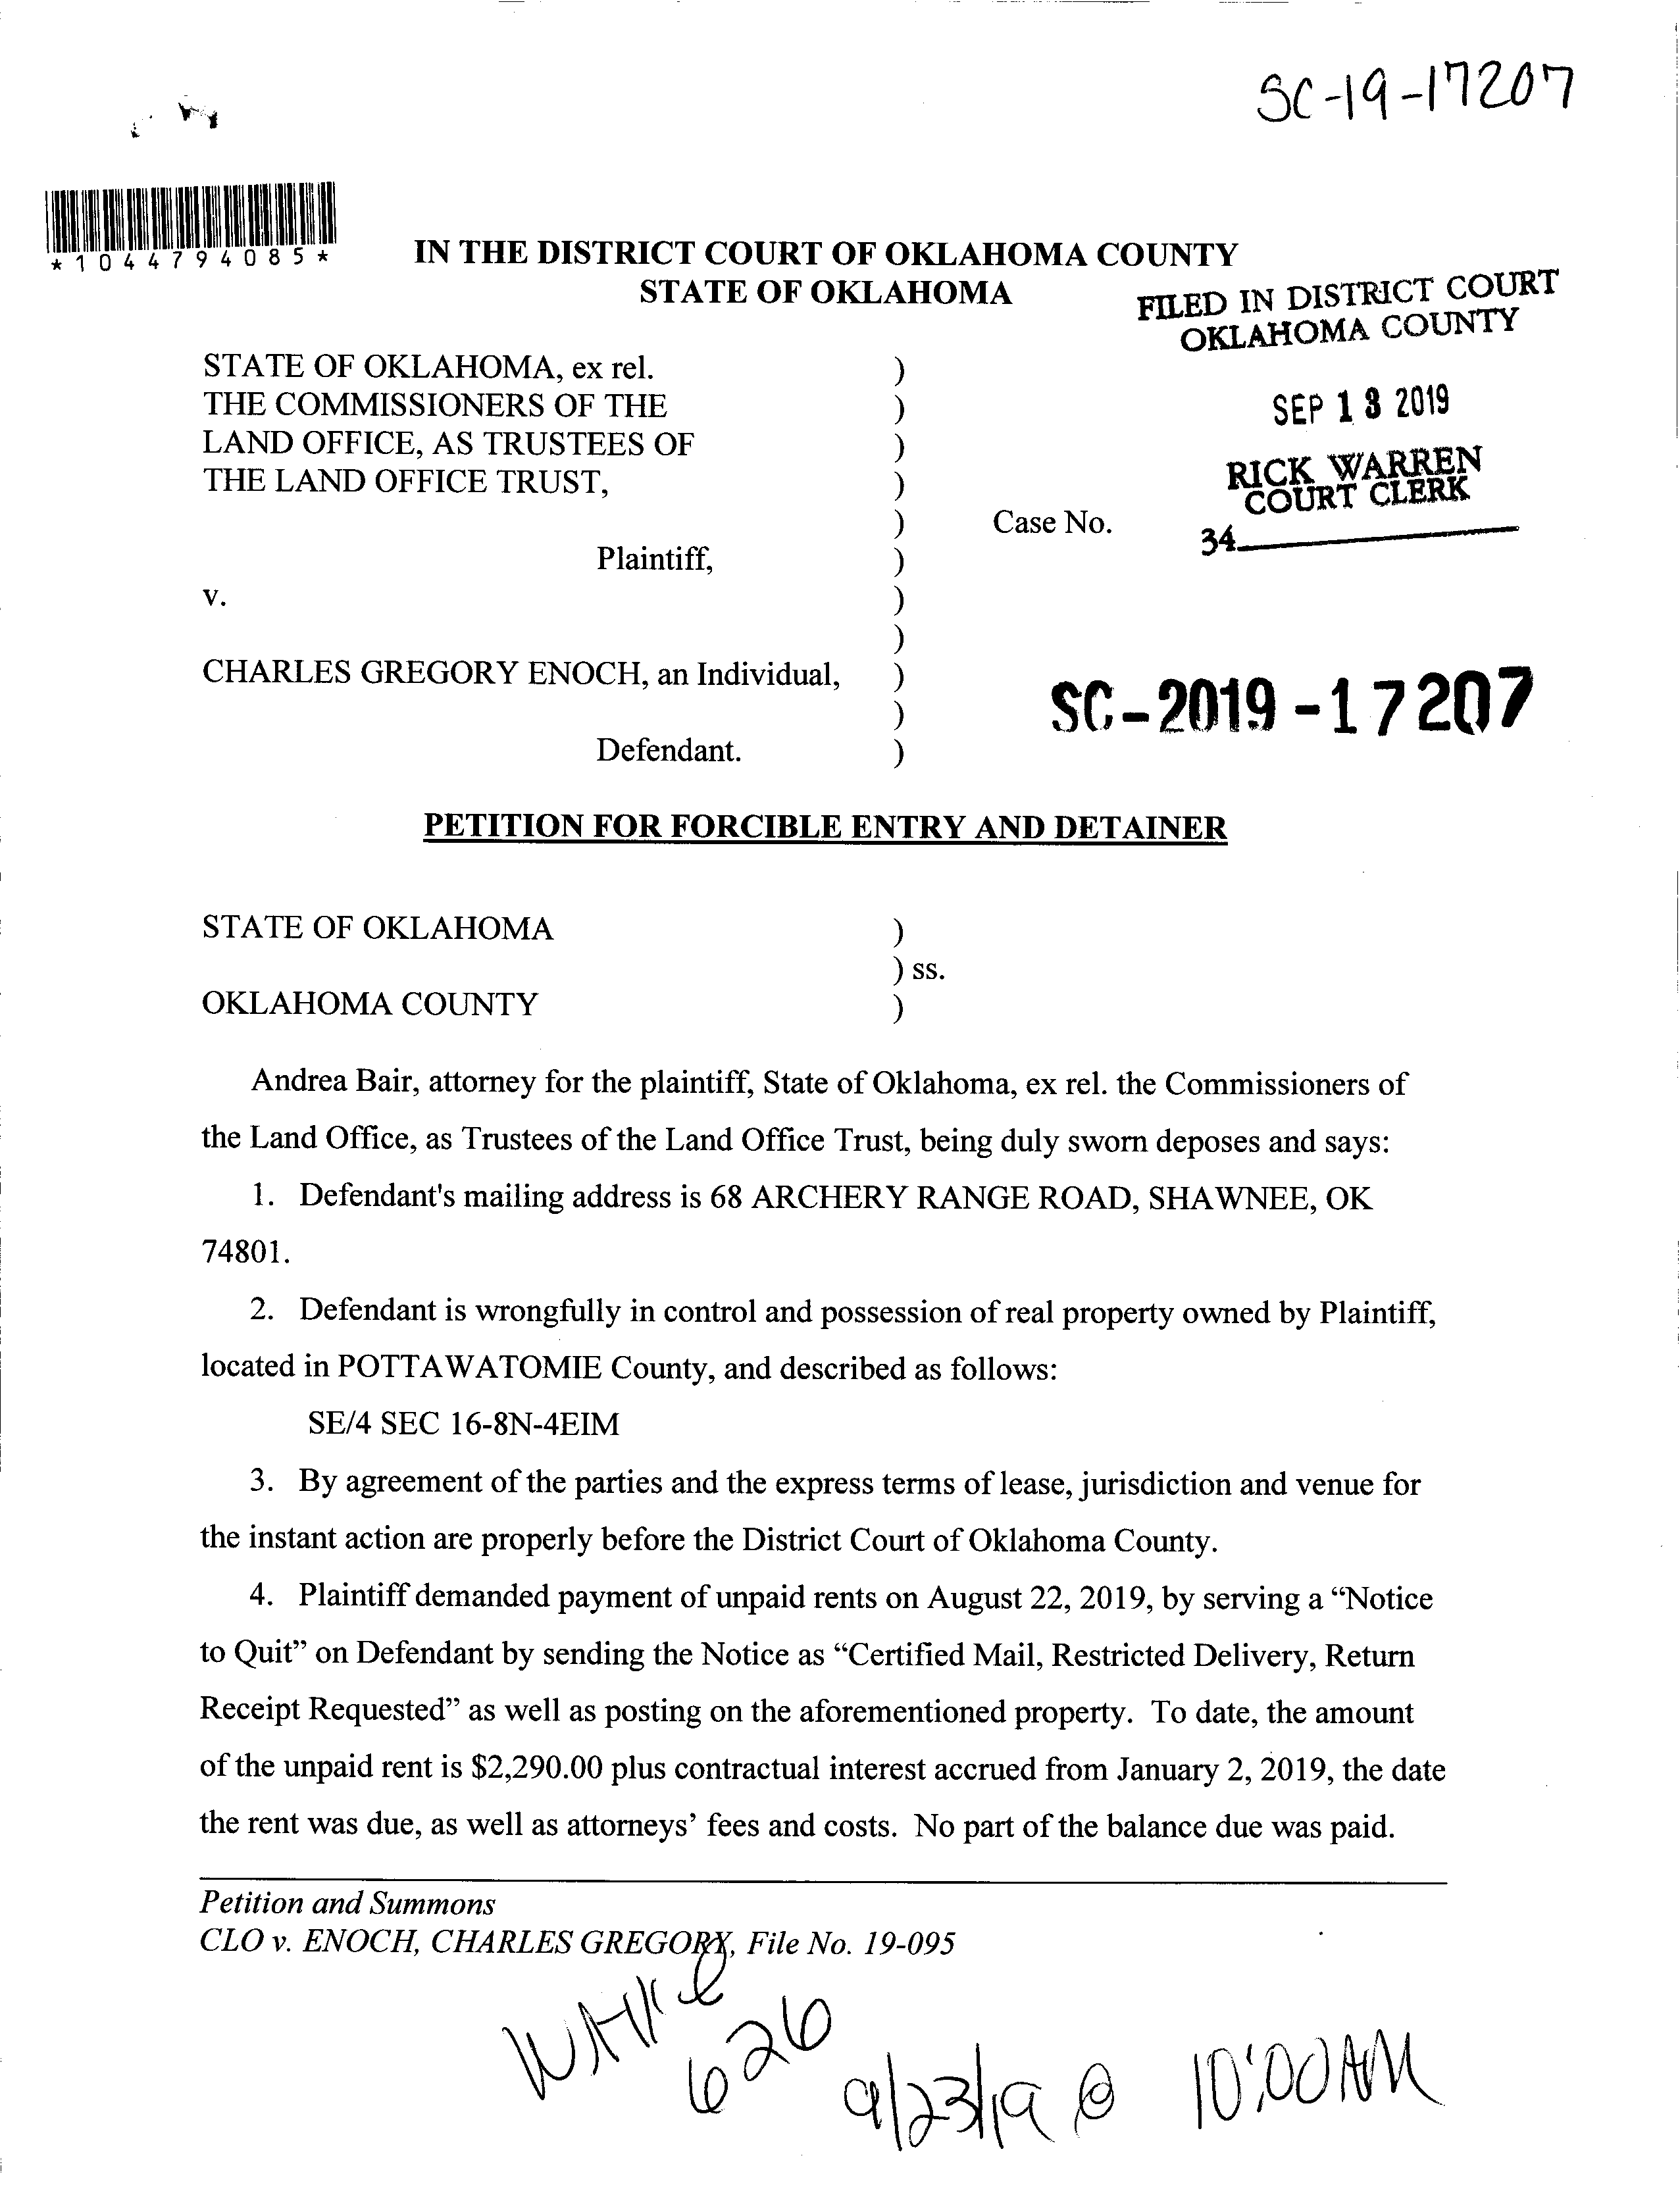 SC-19-17207
*1044794085*
IN THE DISTRICT COURT OF OKLAHOMA COUNTY
STATE OF OKLAHOMA
FILED IN DISTRICT COURT
OKLAHOMA COUNTY
STATE OF OKLAHOMA, ex rel. )
THE COMMISSIONERS OF THE )
SEP 13 2019
LAND OFFICE, AS TRUSTEES OF )
THE LAND OFFICE TRUST, )
RICK WARREN
COURT CLERK
) Case No.
34
Plaintiff, )
v. )
)
CHARLES GREGORY ENOCH, an Individual, )
SC-2019-17207
)
Defendant. )
PETITION FOR FORCIBLE ENTRY AND DETAINER
STATE OF OKLAHOMA )
) ss.
OKLAHOMA COUNTY )
Andrea Bair, attorney for the plaintiff, State of Oklahoma, ex rel. the Commissioners of
the Land Office, as Trustees of the Land Office Trust, being duly sworn deposes and says:
1. Defendant's mailing address is 68 ARCHERY RANGE ROAD, SHAWNEE, OK
74801.
2. Defendant is wrongfully in control and possession of real property owned by Plaintiff,
located in POTTAWATOMIE County, and described as follows:
SE/4 SEC 16-8N-4EIM
3. By agreement of the parties and the express terms of lease, jurisdiction and venue for
the instant action are properly before the District Court of Oklahoma County.
4. Plaintiff demanded payment of unpaid rents on August 22, 2019, by serving a “Notice
to Quit” on Defendant by sending the Notice as “Certified Mail, Restricted Delivery, Return
Receipt Requested” as well as posting on the aforementioned property. To date, the amount
of the unpaid rent is $2,290.00 plus contractual interest accrued from January 2, 2019, the date
the rent was due, as well as attorneys’ fees and costs. No part of the balance due was paid.
Petition and Summons
CLO v. ENOCH, CHARLES GREGORY, File No. 19-095
626
9/23/19 @ 10:00AM